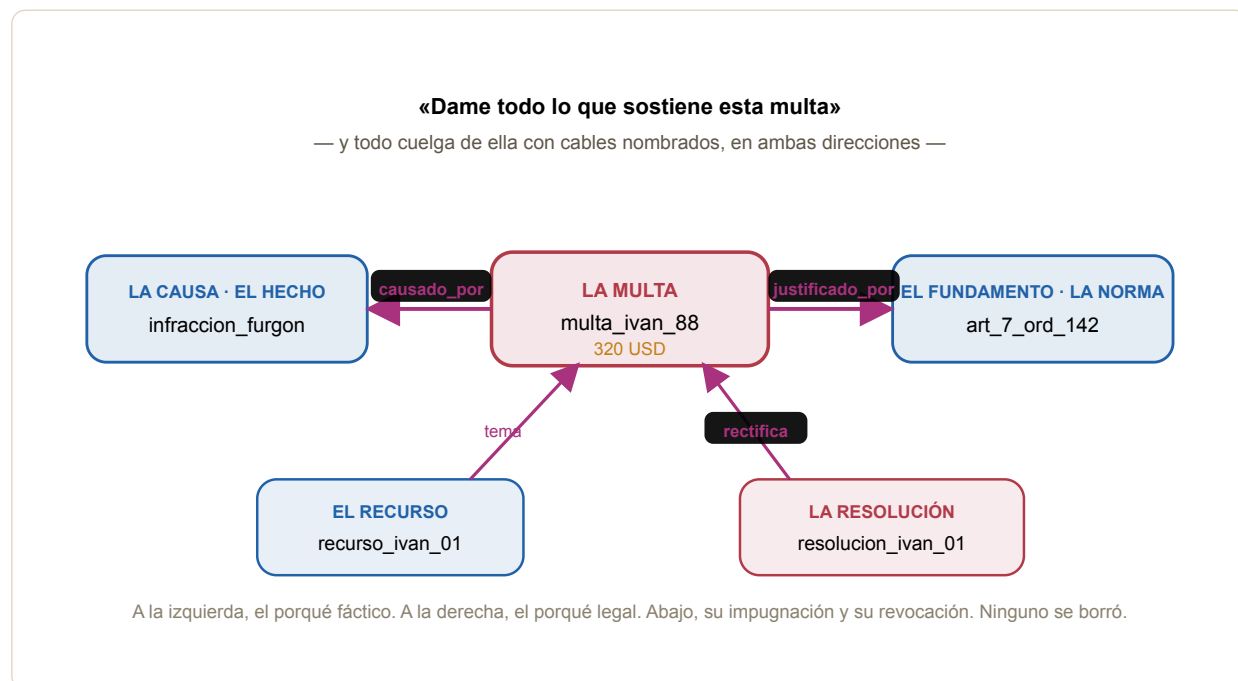 «Dame todo lo que sostiene esta multa»
— y todo cuelga de ella con cables nombrados, en ambas direcciones —
LA CAUSA · EL HECHO
infraccion_furgon
causado_por
LA MULTA
multa_ivan_88
320 USD
justificado_por
EL FUNDAMENTO · LA NORMA
art_7_ord_142
tema
rectifica
EL RECURSO
recurso_ivan_01
LA RESOLUCIÓN
resolucion_ivan_01
A la izquierda, el porqué fáctico. A la derecha, el porqué legal. Abajo, su impugnación y su revocación. Ninguno se borró.